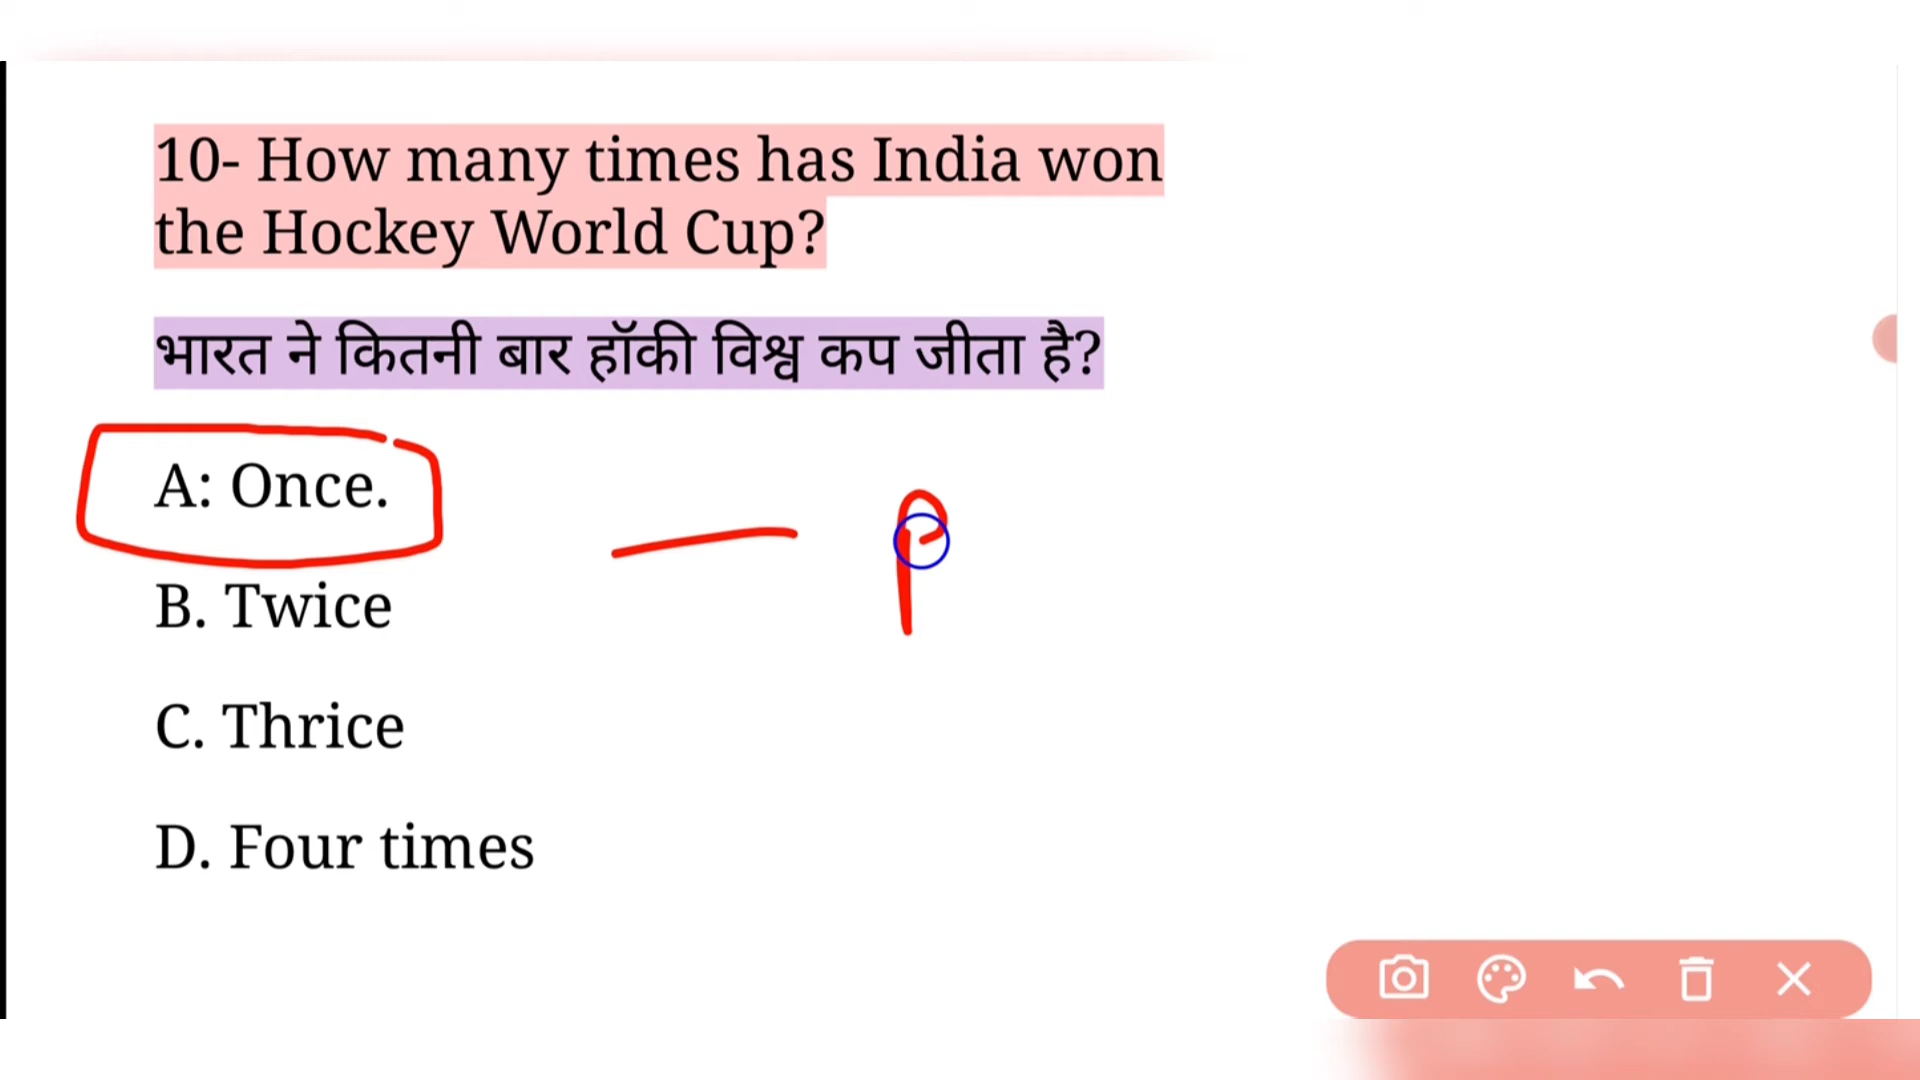 10- How many times has India won
the Hockey World Cup?
भारत ने कितनी बार हॉकी विश्व कप जीता है?
A: Once.
B. Twice
C. Thrice
D. Four times